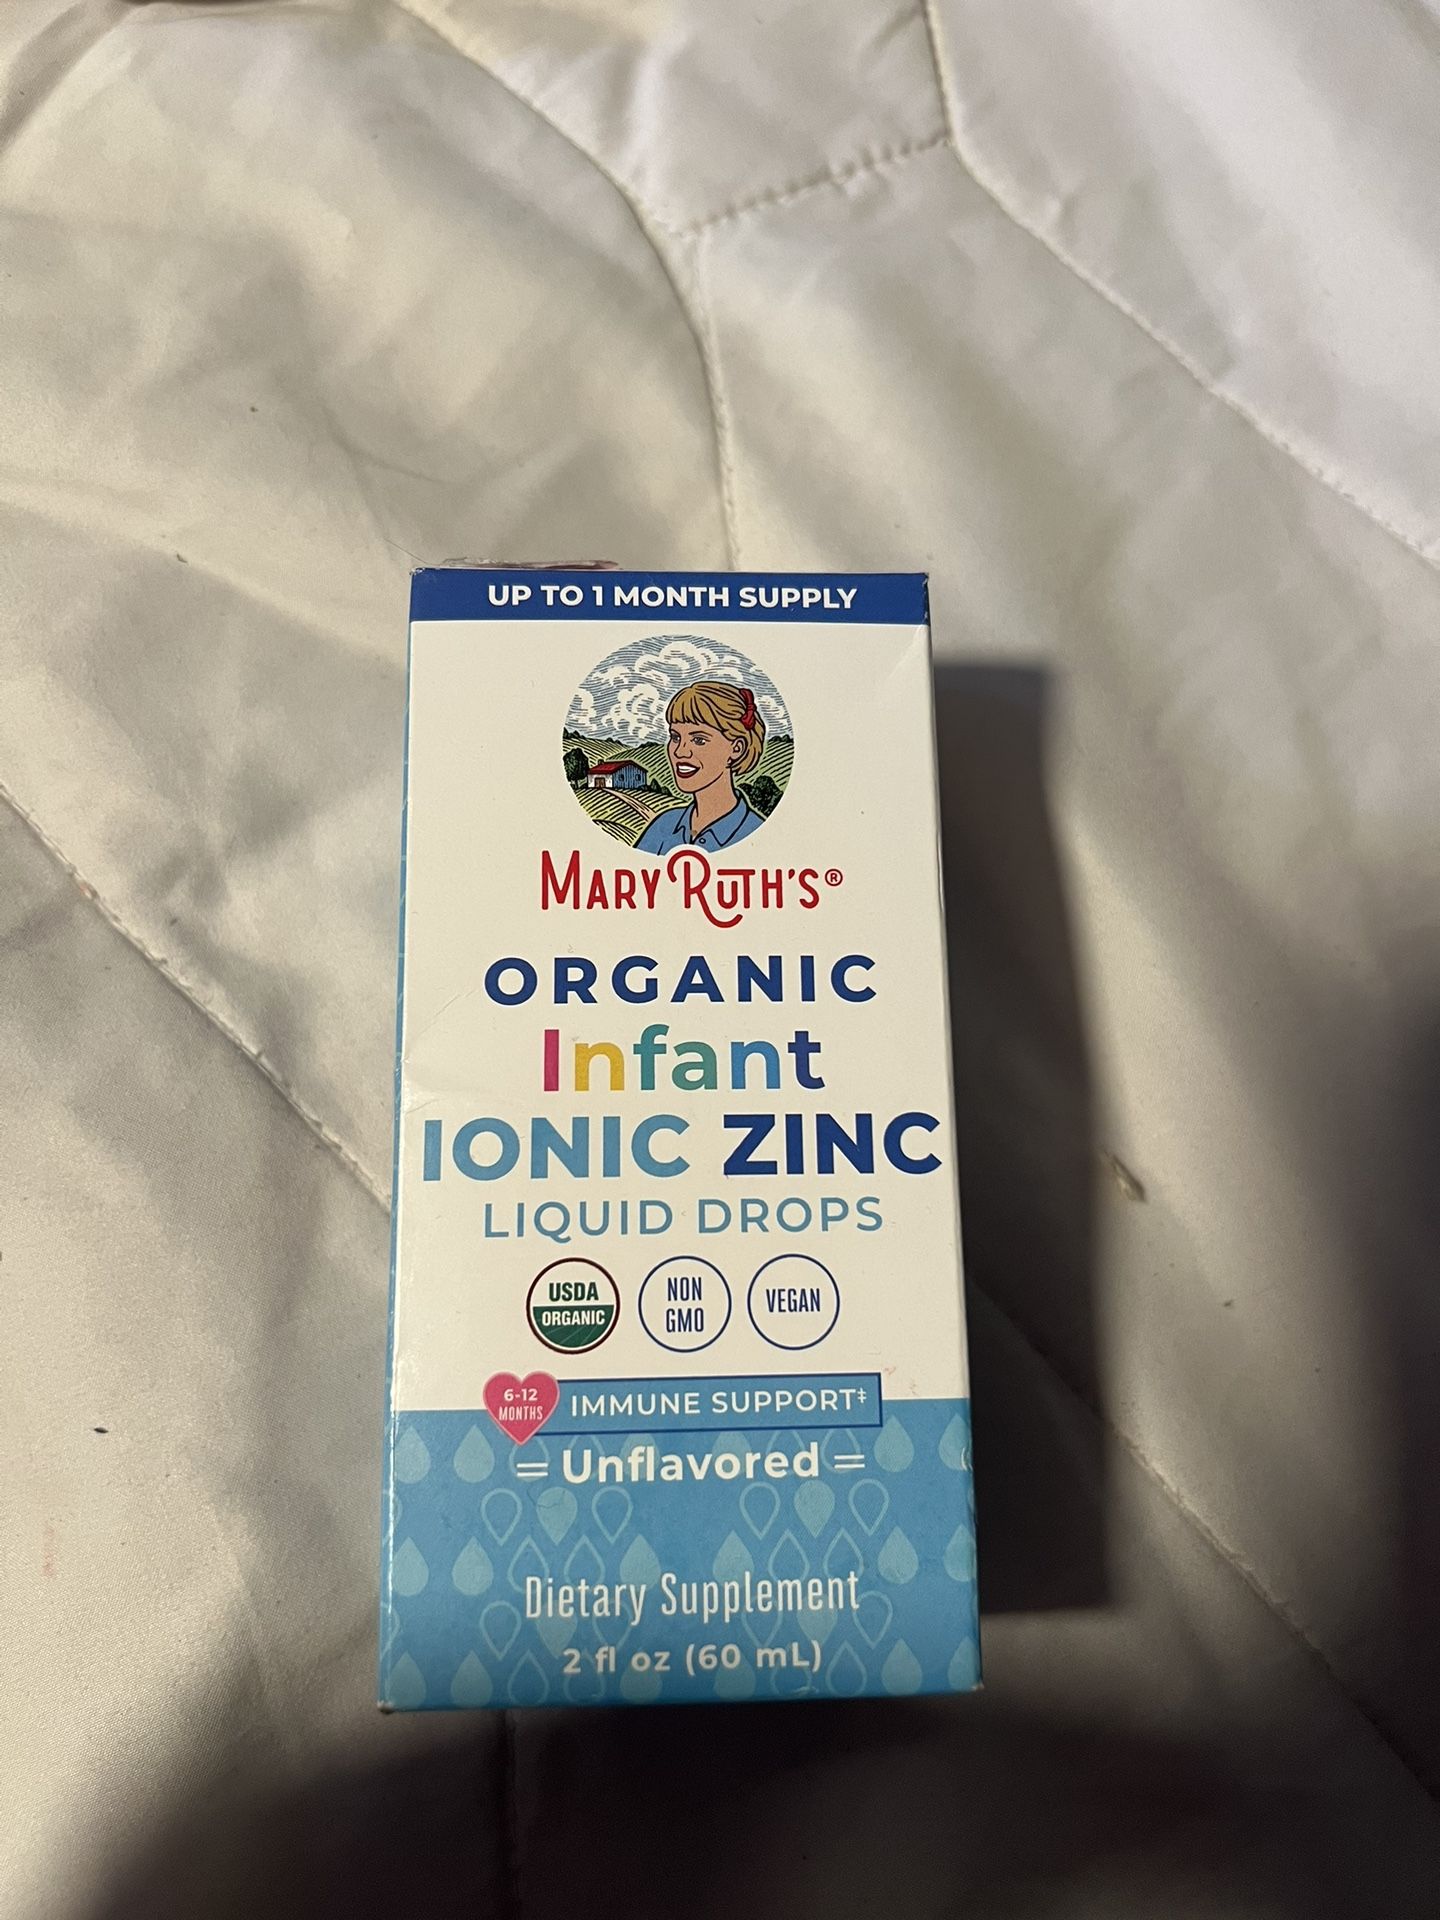 UP TO 1 MONTH SUPPLY
MARY RUTH'S®
ORGANIC
Infant
IONIC ZINC
LIQUID DROPS
USDA
ORGANIC
NON
GMO
VEGAN
6-12
MONTHS
IMMUNE SUPPORT‡
Unflavored
Dietary Supplement
2 fl oz (60 mL)